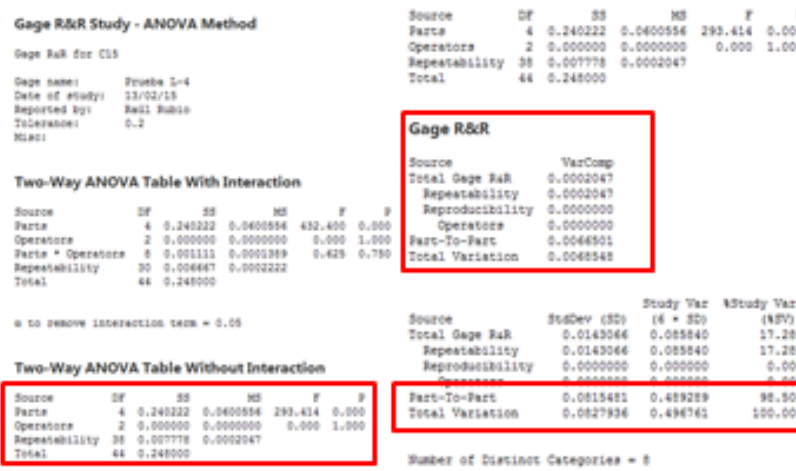 Gage R&R Study - ANOVA Method
Gage R&R for C15
Gage name: Prueba L-4
Date of study: 13/02/15
Reported by: Raúl Rubio
Tolerance: 0.2
Misc:
Two-Way ANOVA Table With Interaction
Source DF SS MS F P
Parts 4 0.240222 0.0600556 432.400 0.000
Operators 2 0.000000 0.0000000 0.000 1.000
Parts * Operators 8 0.001111 0.0001389 0.625 0.750
Repeatability 30 0.006667 0.0002222
Total 44 0.248000
α to remove interaction term = 0.05
Two-Way ANOVA Table Without Interaction
Source DF SS MS F P
Parts 4 0.240222 0.0600556 293.414 0.000
Operators 2 0.000000 0.0000000 0.000 1.000
Repeatability 38 0.007778 0.0002047
Total 44 0.248000
Source DF SS MS F
Parts 4 0.240222 0.0600556 293.414 0.00
Operators 2 0.000000 0.0000000 0.000 1.00
Repeatability 38 0.007778 0.0002047
Total 44 0.248000
Gage R&R
Source VarComp
Total Gage R&R 0.0002047
Repeatability 0.0002047
Reproducibility 0.0000000
Operators 0.0000000
Part-To-Part 0.0066501
Total Variation 0.0068548
Study Var %Study Var
Source StdDev (SD) (6 * SD) (%SV)
Total Gage R&R 0.0143066 0.085840 17.28
Repeatability 0.0143066 0.085840 17.28
Reproducibility 0.0000000 0.000000 0.00
Operators 0.0000000 0.000000 0.00
Part-To-Part 0.0815481 0.489289 98.50
Total Variation 0.0827936 0.496761 100.00
Number of Distinct Categories = 8